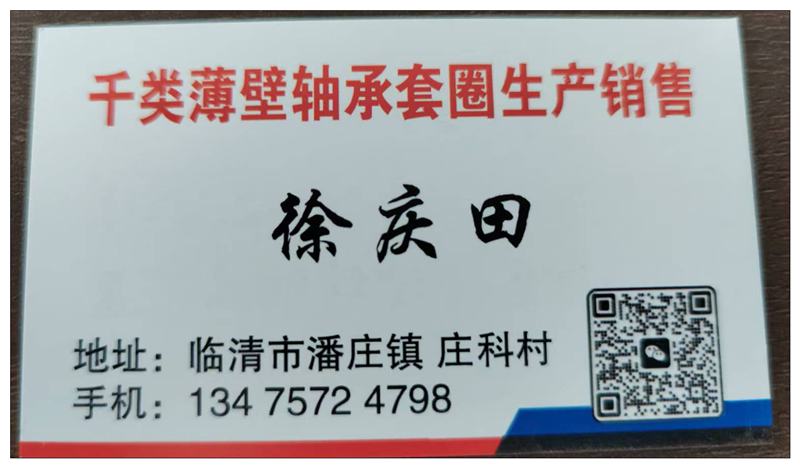 千类薄壁轴承套圈生产销售
徐庆田
地址：临清市潘庄镇 庄科村
手机：134 7572 4798